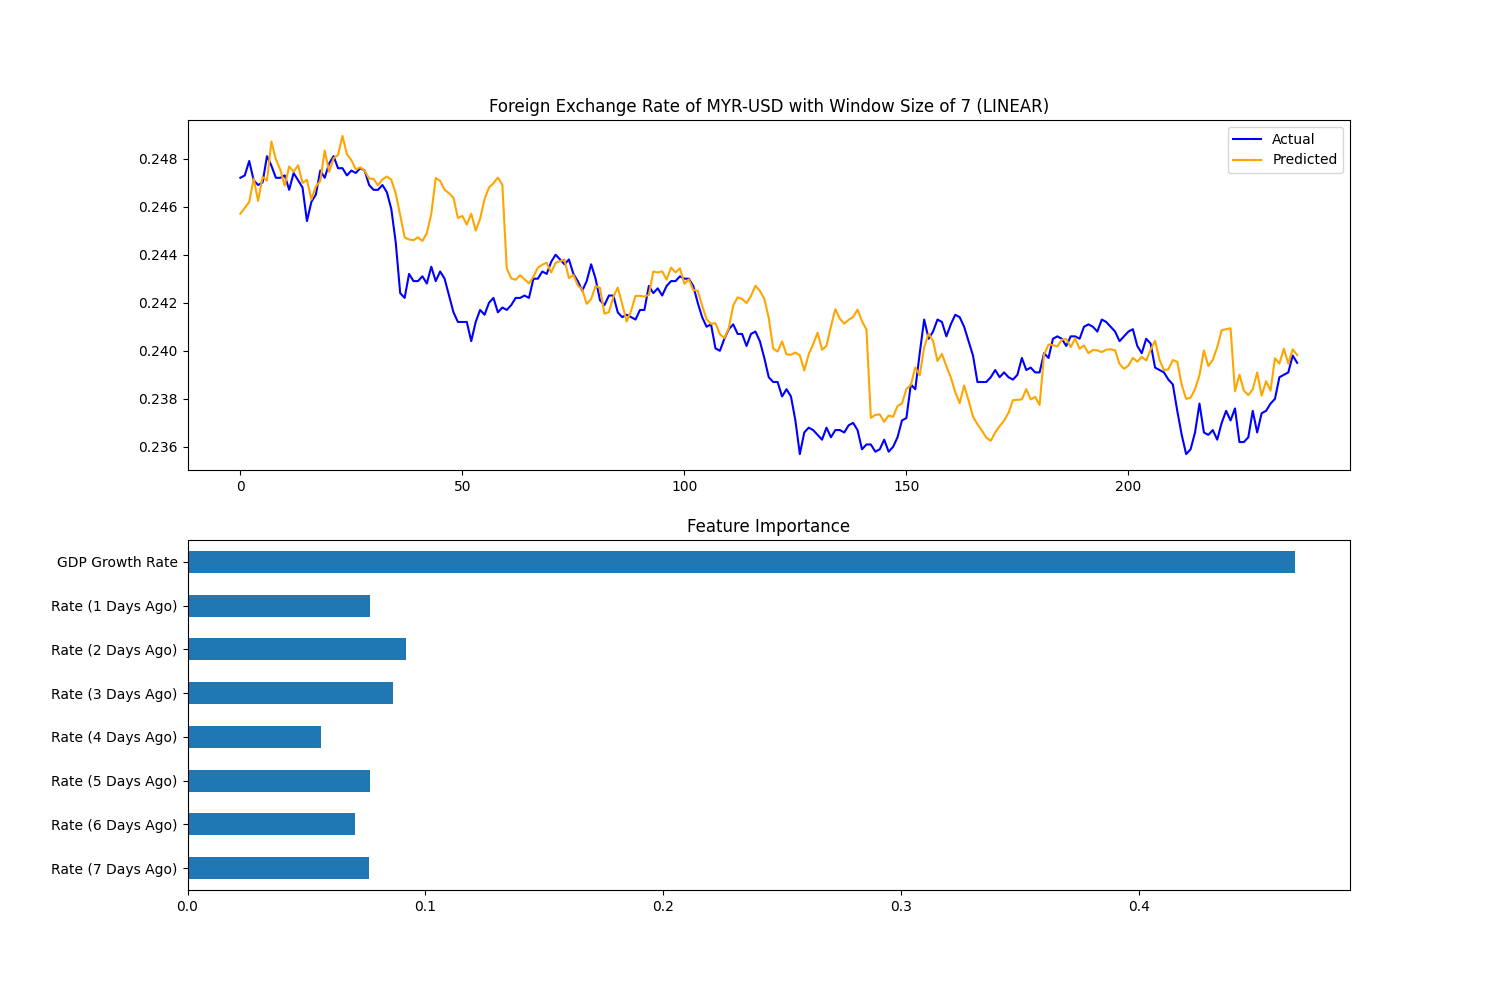 Foreign Exchange Rate of MYR-USD with Window Size of 7 (LINEAR)
Actual
Predicted
0.248
0.246
0.244
0.242
0.240
0.238
0.236
0 50 100 150 200
Feature Importance
GDP Growth Rate
Rate (1 Days Ago)
Rate (2 Days Ago)
Rate (3 Days Ago)
Rate (4 Days Ago)
Rate (5 Days Ago)
Rate (6 Days Ago)
Rate (7 Days Ago)
0.0 0.1 0.2 0.3 0.4